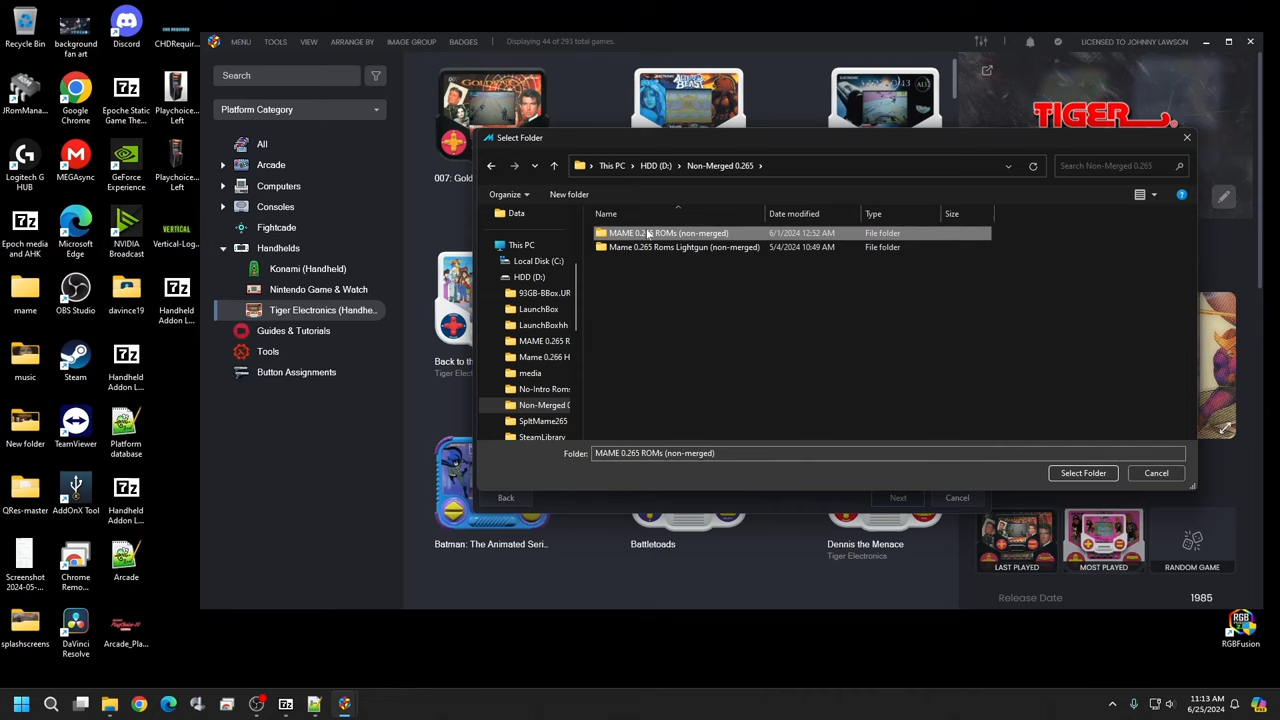 Recycle Bin
background fan art
Discord
CHDRequir...
JRomMana...
Google Chrome
Epoche Static Game The...
Playchoice... Left
Logitech G HUB
MEGAsync
GeForce Experience
Playchoice... Left
Epoch media and AHK
Microsoft Edge
NVIDIA Broadcast
Vertical-Log...
mame
OBS Studio
davince19
Handheld Addon L...
music
Steam
Handheld Addon L...
New folder
TeamViewer
Platform database
QRes-master
AddOnX Tool
Handheld Addon L...
Screenshot 2024-05-...
Chrome Remo...
Arcade
splashscreens
DaVinci Resolve
Arcade_Pla...
MENU TOOLS VIEW ARRANGE BY IMAGE GROUP BADGES Displaying 44 of 293 total games.
LICENSED TO JOHNNY LAWSON
Search
Platform Category
All
Arcade
Computers
Consoles
Fightcade
Handhelds
Konami (Handheld)
Nintendo Game & Watch
Tiger Electronics (Handhe...
Guides & Tutorials
Tools
Button Assignments
TIGER
007: Gold
Back to th
Tiger Elect
Batman: The Animated Seri...
Battletoads
Dennis the Menace
Tiger Electronics
Select Folder
This PC > HDD (D:) > Non-Merged 0.265 >
Search Non-Merged 0.265
Organize New folder
Name Date modified Type Size
MAME 0.265 ROMs (non-merged) 6/1/2024 12:52 AM File folder
Mame 0.265 Roms Lightgun (non-merged) 5/4/2024 10:49 AM File folder
Data
This PC
Local Disk (C:)
HDD (D:)
93GB-BBox.UR
LaunchBox
LaunchBoxhh
MAME 0.265 R
Mame 0.266 H
media
No-Intro Roms
Non-Merged 0
SpltMame265
SteamLibrary
Folder: MAME 0.265 ROMs (non-merged)
Select Folder Cancel
Back Next Cancel
LAST PLAYED MOST PLAYED RANDOM GAME
Release Date 1985
RGB
RGBFusion
11:13 AM
6/25/2024